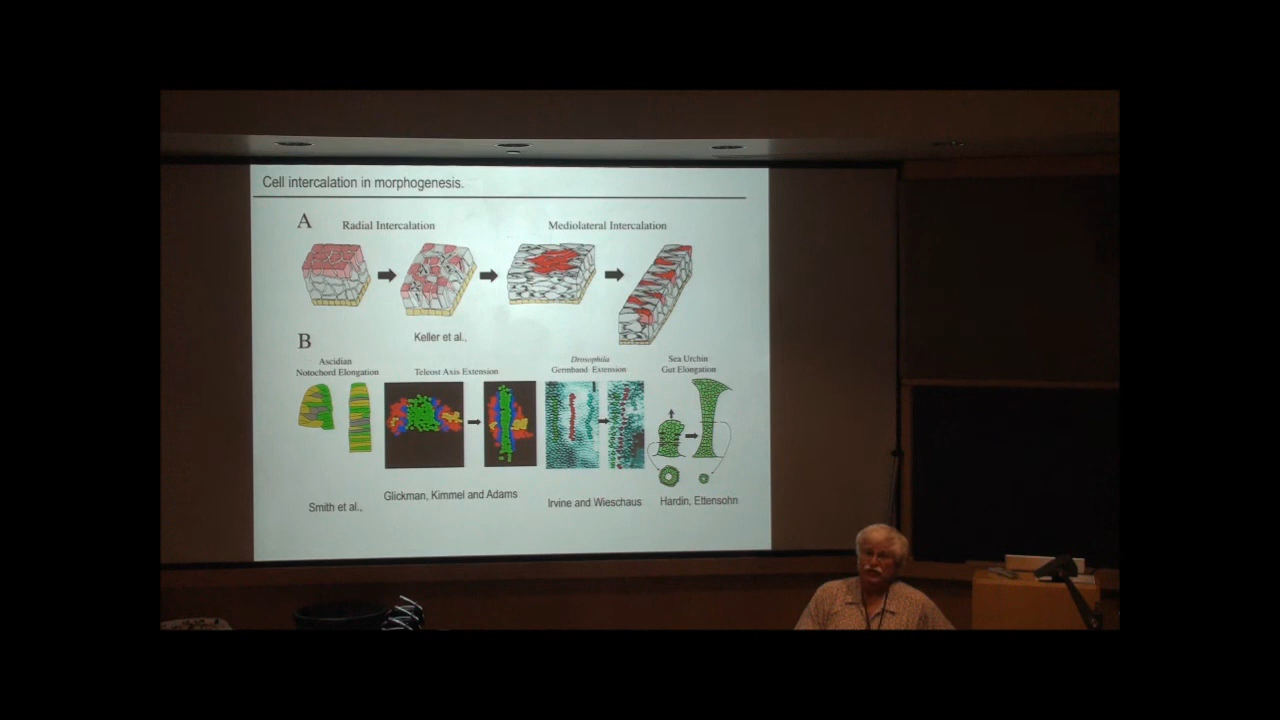 Cell intercalation in morphogenesis.
A
Radial Intercalation
Mediolateral Intercalation
Keller et al.,
B
Ascidian
Notochord Elongation
Teleost Axis Extension
Drosophila
Germband Extension
Sea Urchin
Gut Elongation
Smith et al.,
Glickman, Kimmel and Adams
Irvine and Wieschaus
Hardin, Ettensohn